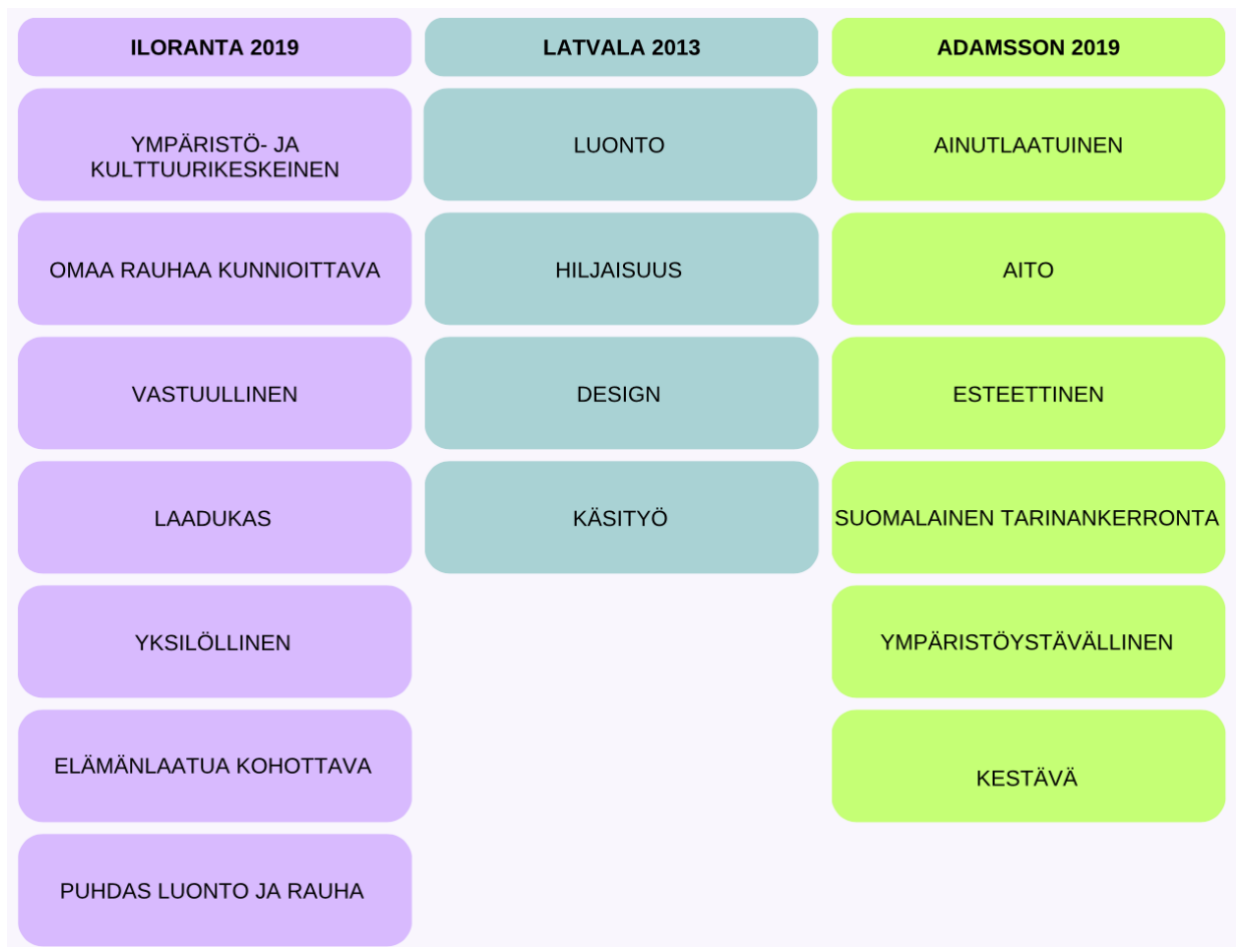 ILORANTA 2019
LATVALA 2013
ADAMSSON 2019
YMPÄRISTÖ- JA
KULTTUURIKESKEINEN
LUONTO
AINUTLAATUINEN
OMAA RAUHAA KUNNIOITTAVA
HILJAISUUS
AITO
VASTUULLINEN
DESIGN
ESTEETTINEN
LAADUKAS
KÄSITYÖ
SUOMALAINEN TARINANKERRONTA
YKSILÖLLINEN
YMPÄRISTÖYSTÄVÄLLINEN
ELÄMÄNLAATUA KOHOTTAVA
KESTÄVÄ
PUHDAS LUONTO JA RAUHA